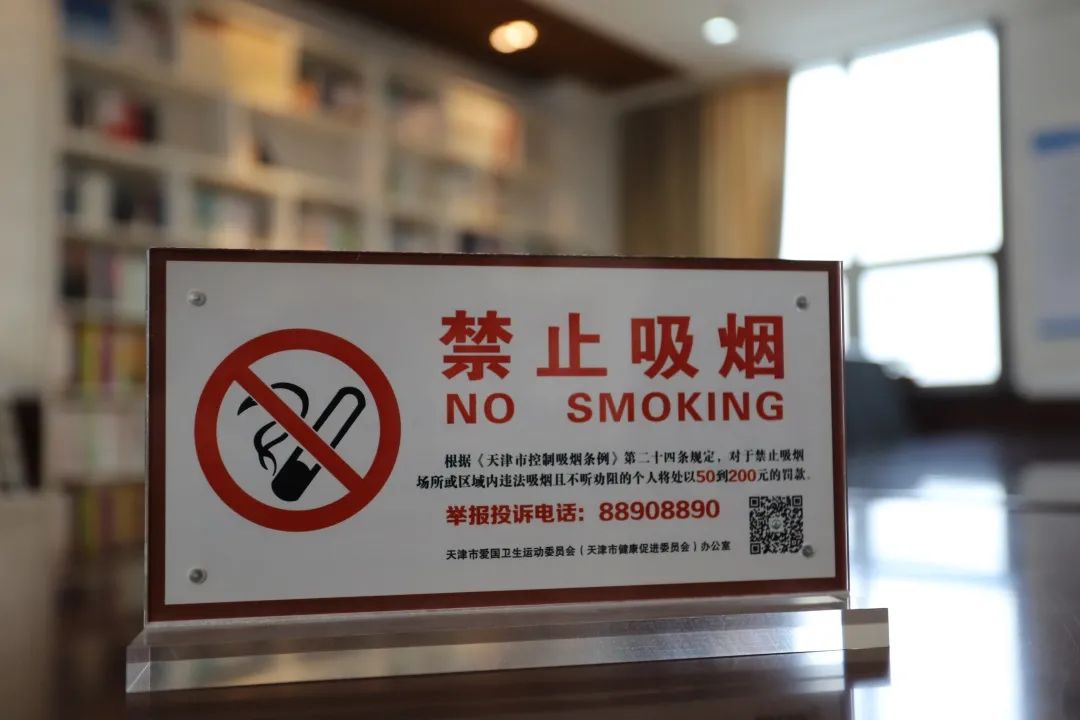 禁止吸烟
NO SMOKING
根据《天津市控制吸烟条例》第二十四条规定，对于禁止吸烟
场所或区域内违法吸烟且不听劝阻的个人将处以50到200元的罚款。
举报投诉电话：88908890
天津市爱国卫生运动委员会（天津市健康促进委员会）办公室